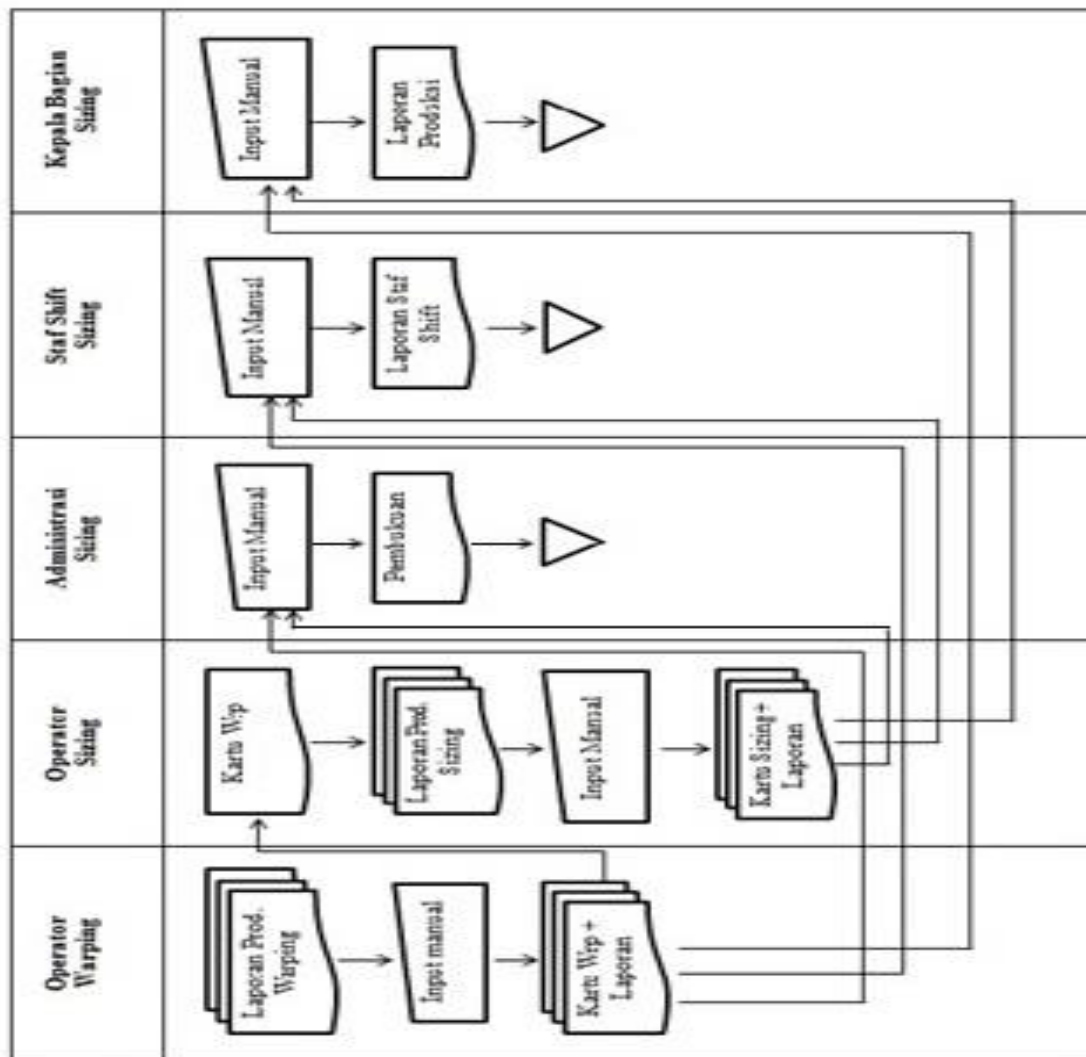 Operator
Warping
Operator
Sizing
Administrasi
Sizing
Staf Shift
Sizing
Kepala Bagian
Sizing
Laporan Prod.
Warping
Input manual
Kartu Wrp +
Laporan
Kartu Wrp
Laporan Prod.
Sizing
Input Manual
Kartu Sizing +
Laporan
Input Manual
Pembukuan
Input Manual
Laporan Staf
Shift
Input Manual
Laporan
Produksi